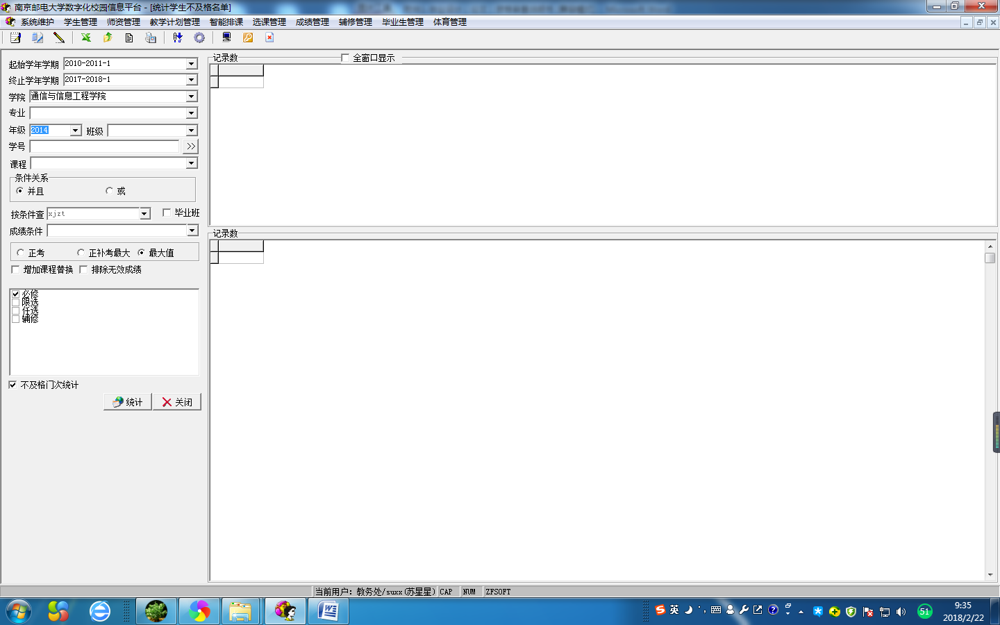 南京邮电大学数字化校园信息平台 - [统计学生不及格名单]
系统维护 学生管理 师资管理 教学计划管理 智能排课 选课管理 成绩管理 辅修管理 毕业生管理 体育管理
起始学年学期 2010-2011-1
终止学年学期 2017-2018-1
学院 通信与信息工程学院
专业
年级 2014 班级
学号 >>
课程
条件关系
并且 或
按条件查 xjzt 毕业班
成绩条件
正考 正补考最大 最大值
增加课程替换 排除无效成绩
必修
限选
任选
辅修
不及格门次统计
统计 关闭
记录数 全窗口显示
记录数
当前用户: 教务处/suxx(苏星星) CAP NUM ZFSOFT
英
51
9:35
2018/2/22